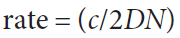 rate = (c/2DN)